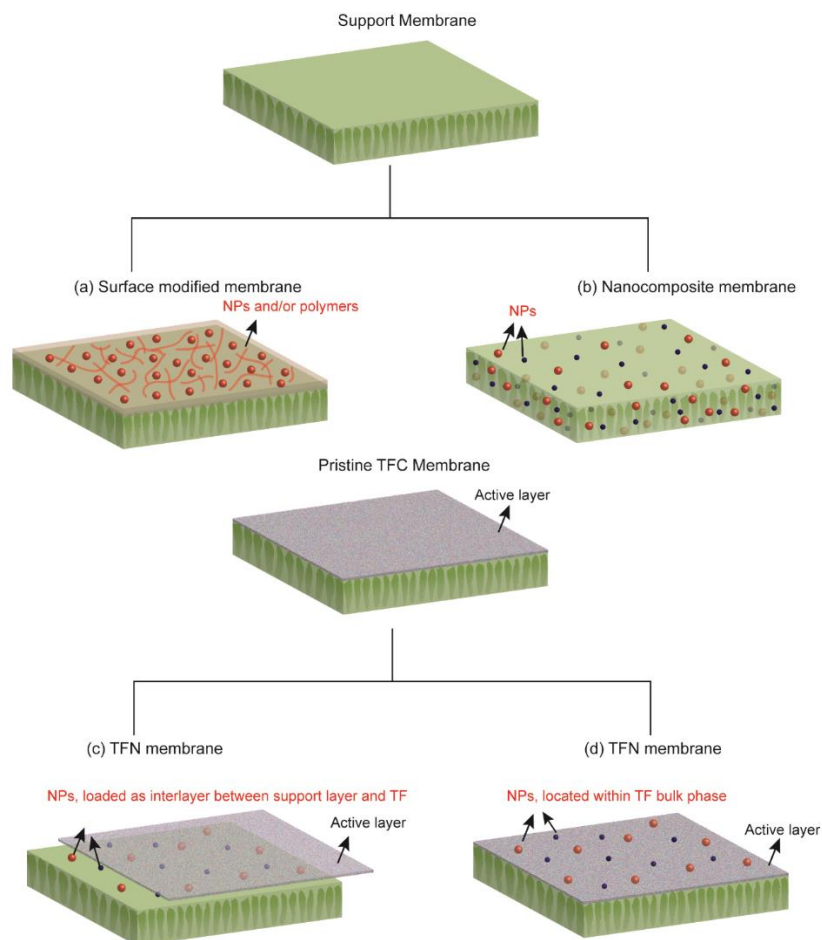 Support Membrane
(a) Surface modified membrane
NPs and/or polymers
(b) Nanocomposite membrane
NPs
Pristine TFC Membrane
Active layer
(c) TFN membrane
NPs, loaded as interlayer between support layer and TF
Active layer
(d) TFN membrane
NPs, located within TF bulk phase
Active layer